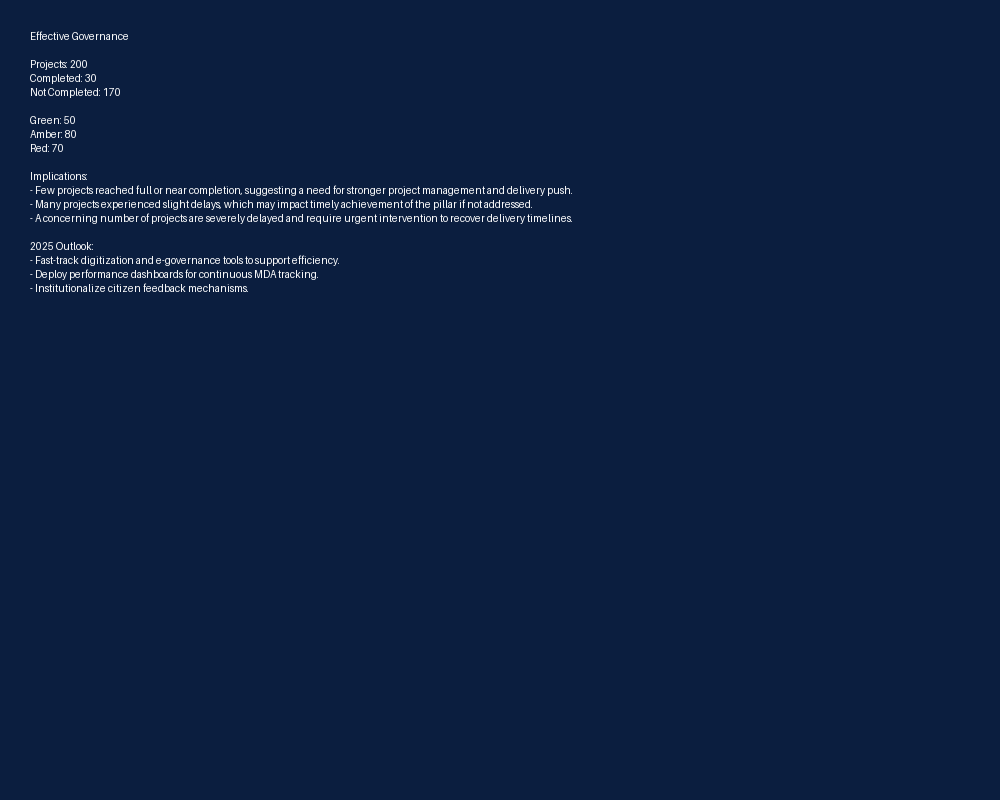 Effective Governance
Projects: 200
Completed: 30
Not Completed: 170
Green: 50
Amber: 80
Red: 70
Implications:
- Few projects reached full or near completion, suggesting a need for stronger project management and delivery push.
- Many projects experienced slight delays, which may impact timely achievement of the pillar if not addressed.
- A concerning number of projects are severely delayed and require urgent intervention to recover delivery timelines.
2025 Outlook:
- Fast-track digitization and e-governance tools to support efficiency.
- Deploy performance dashboards for continuous MDA tracking.
- Institutionalize citizen feedback mechanisms.